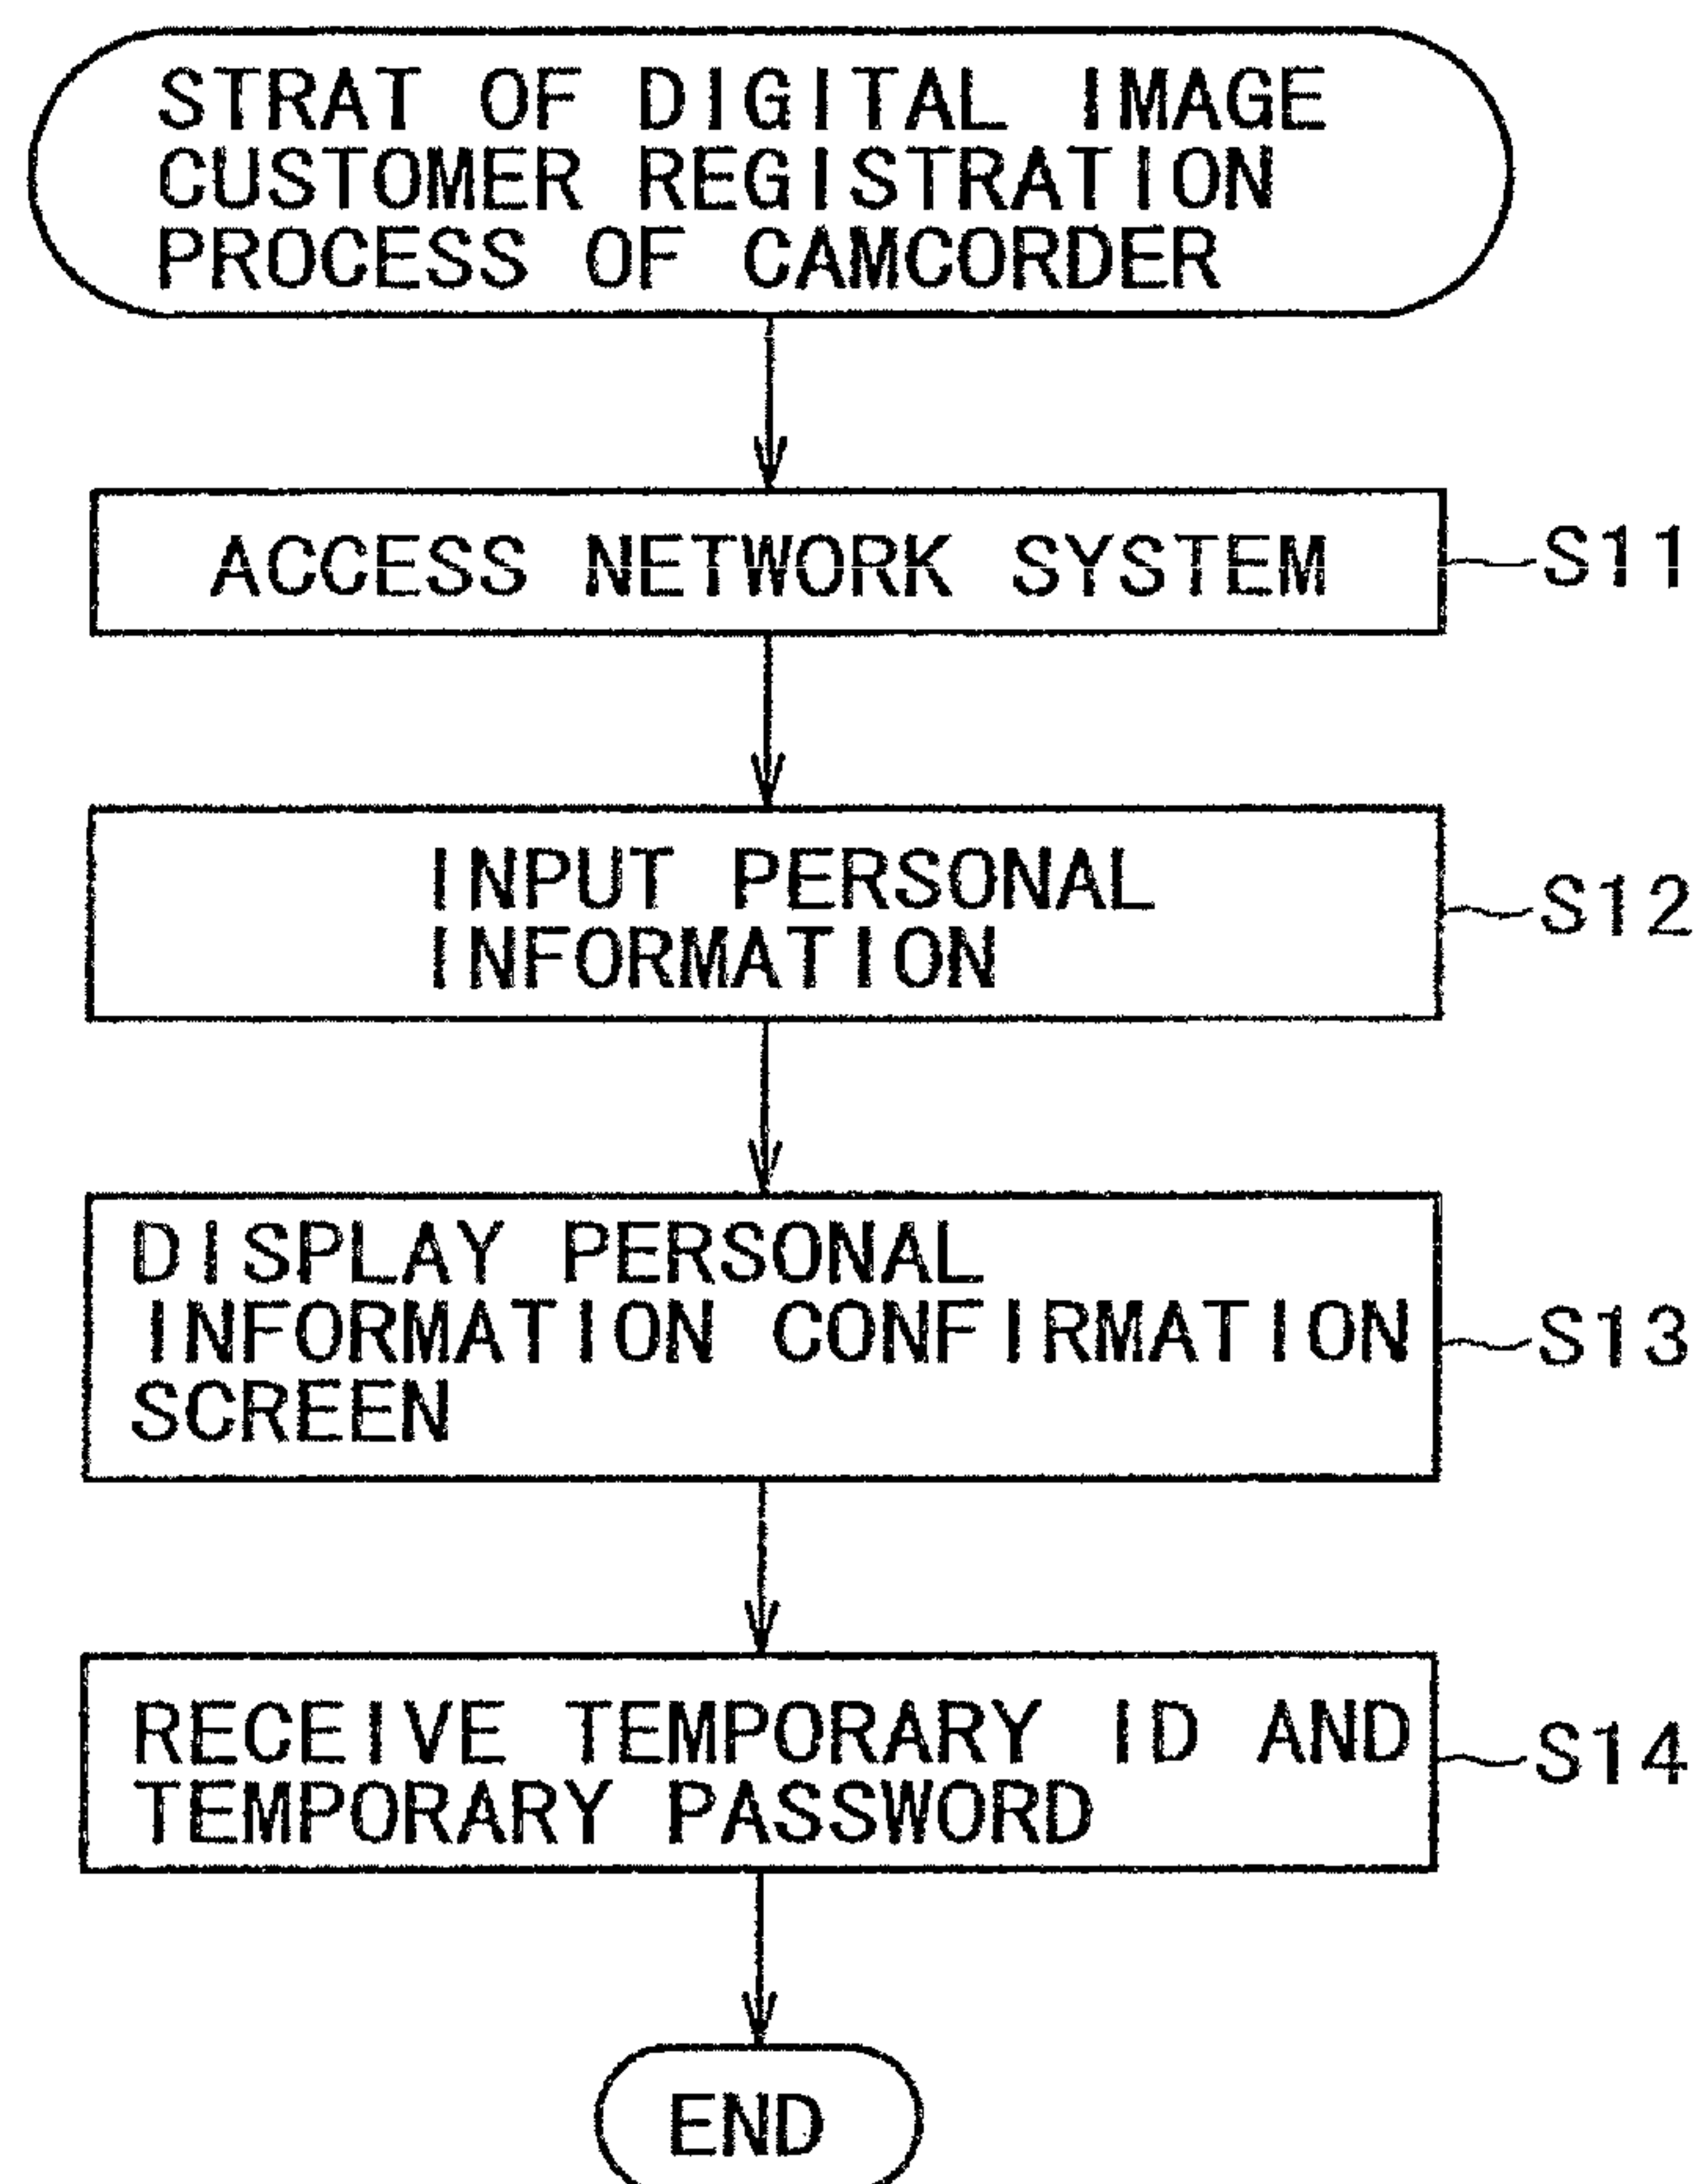 STRAT OF DIGITAL IMAGE
CUSTOMER REGISTRATION
PROCESS OF CAMCORDER
ACCESS NETWORK SYSTEM
S11
INPUT PERSONAL
INFORMATION
S12
DISPLAY PERSONAL
INFORMATION CONFIRMATION
SCREEN
S13
RECEIVE TEMPORARY ID AND
TEMPORARY PASSWORD
S14
END